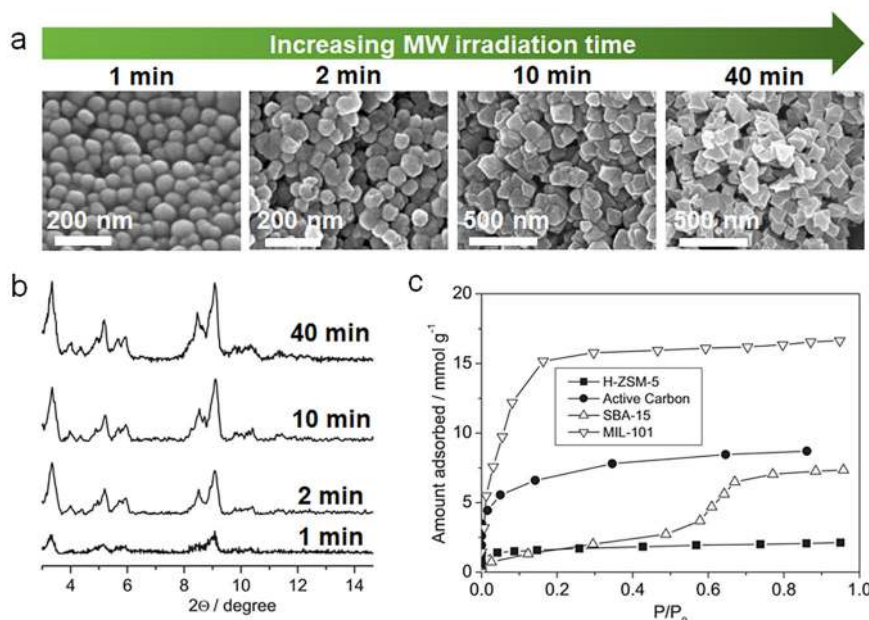 a
Increasing MW irradiation time
1 min
2 min
10 min
40 min
200 nm
200 nm
500 nm
500 nm
b
40 min
10 min
2 min
1 min
4 6 8 10 12 14
2Θ / degree
c
20
15
10
5
0
Amount adsorbed / mmol g⁻¹
H-ZSM-5
Active Carbon
SBA-15
MIL-101
0.0 0.2 0.4 0.6 0.8 1.0
P/P₀